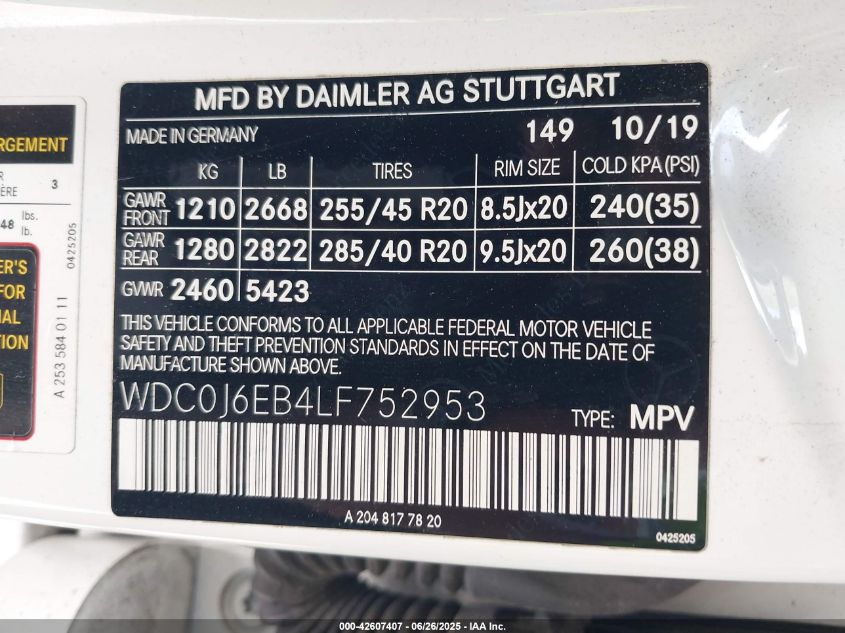 MFD BY DAIMLER AG STUTTGART
MADE IN GERMANY 149 10/19
KG LB TIRES RIM SIZE COLD KPA (PSI)
GAWR FRONT 1210 2668 255/45 R20 8.5Jx20 240(35)
GAWR REAR 1280 2822 285/40 R20 9.5Jx20 260(38)
GVWR 2460 5423
THIS VEHICLE CONFORMS TO ALL APPLICABLE FEDERAL MOTOR VEHICLE
SAFETY AND THEFT PREVENTION STANDARDS IN EFFECT ON THE DATE OF
MANUFACTURE SHOWN ABOVE.
WDC0J6EB4LF752953
TYPE: MPV
A 204 817 78 20
0425205
3
lbs.
lb.
0425205
FOR
A 253 584 01 11
000-42607407 - 06/26/2025 - IAA Inc.